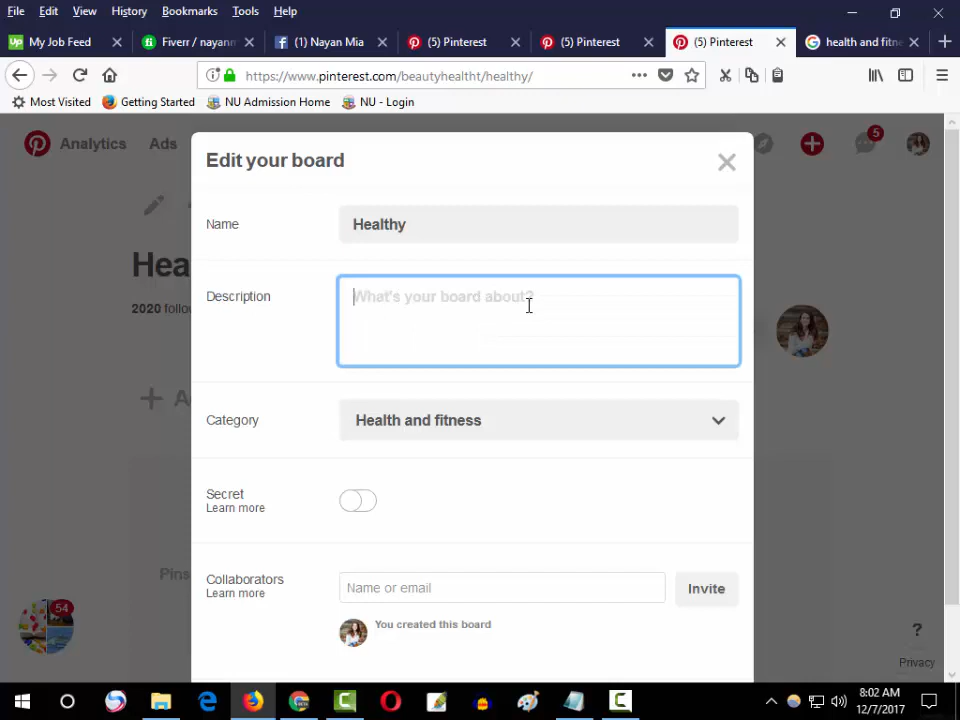 File Edit View History Bookmarks Tools Help
My Job Feed Fiverr / nayanm (1) Nayan Mia (5) Pinterest (5) Pinterest (5) Pinterest health and fitne
https://www.pinterest.com/beautyhealtht/healthy/
Most Visited Getting Started NU Admission Home NU - Login
Analytics Ads 5
Edit your board
Name Healthy
Hea
Description What's your board about?
2020 follow
A
Category Health and fitness
Secret
Learn more
Pins
Collaborators
Learn more
Name or email Invite
You created this board
54
?
Privacy
8:02 AM
12/7/2017